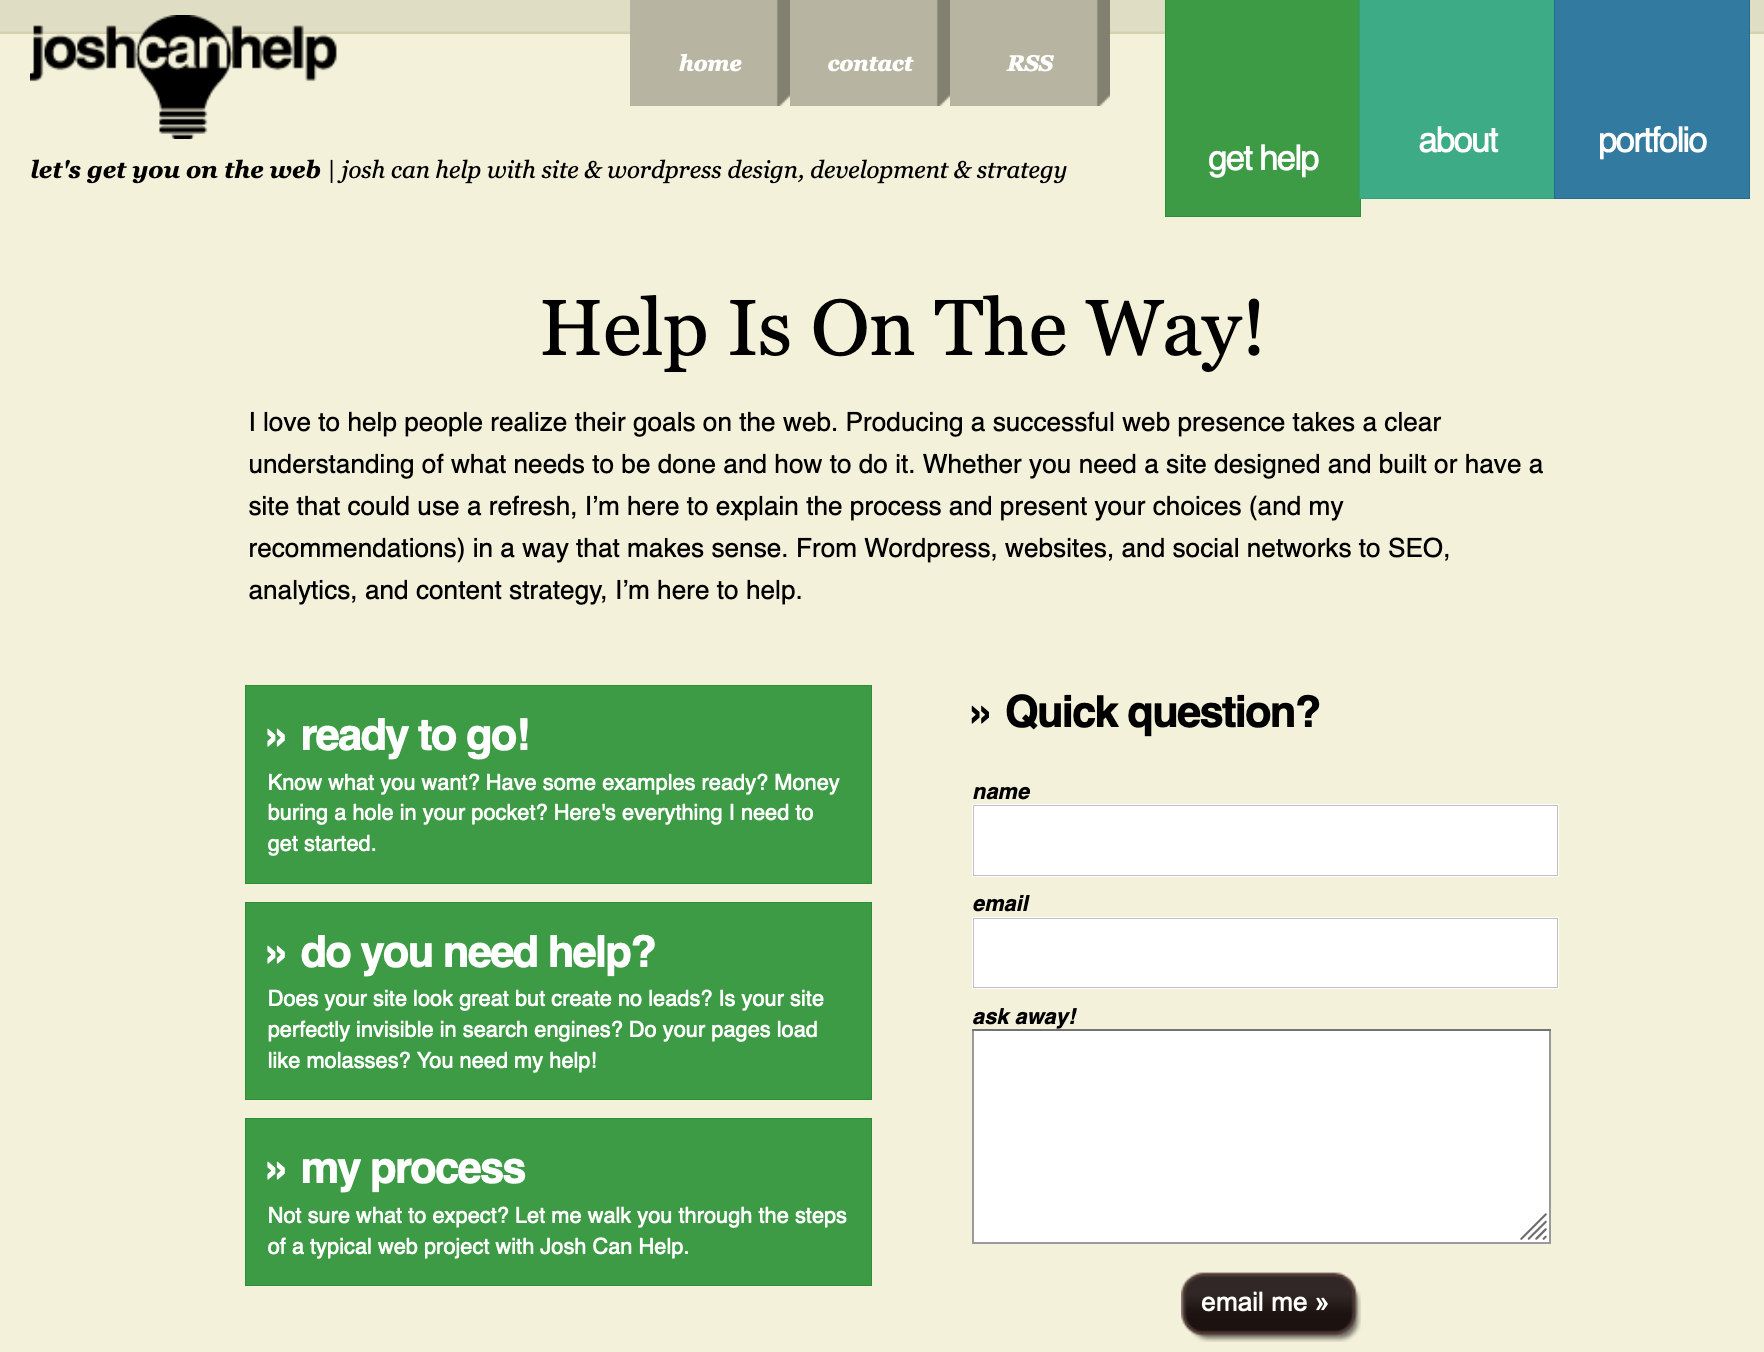 joshcanhelp
home
contact
RSS
get help
about
portfolio
let's get you on the web | josh can help with site & wordpress design, development & strategy
Help Is On The Way!
I love to help people realize their goals on the web. Producing a successful web presence takes a clear
understanding of what needs to be done and how to do it. Whether you need a site designed and built or have a
site that could use a refresh, I’m here to explain the process and present your choices (and my
recommendations) in a way that makes sense. From Wordpress, websites, and social networks to SEO,
analytics, and content strategy, I’m here to help.
» ready to go!
Know what you want? Have some examples ready? Money
buring a hole in your pocket? Here's everything I need to
get started.
» do you need help?
Does your site look great but create no leads? Is your site
perfectly invisible in search engines? Do your pages load
like molasses? You need my help!
» my process
Not sure what to expect? Let me walk you through the steps
of a typical web project with Josh Can Help.
» Quick question?
name
email
ask away!
email me »